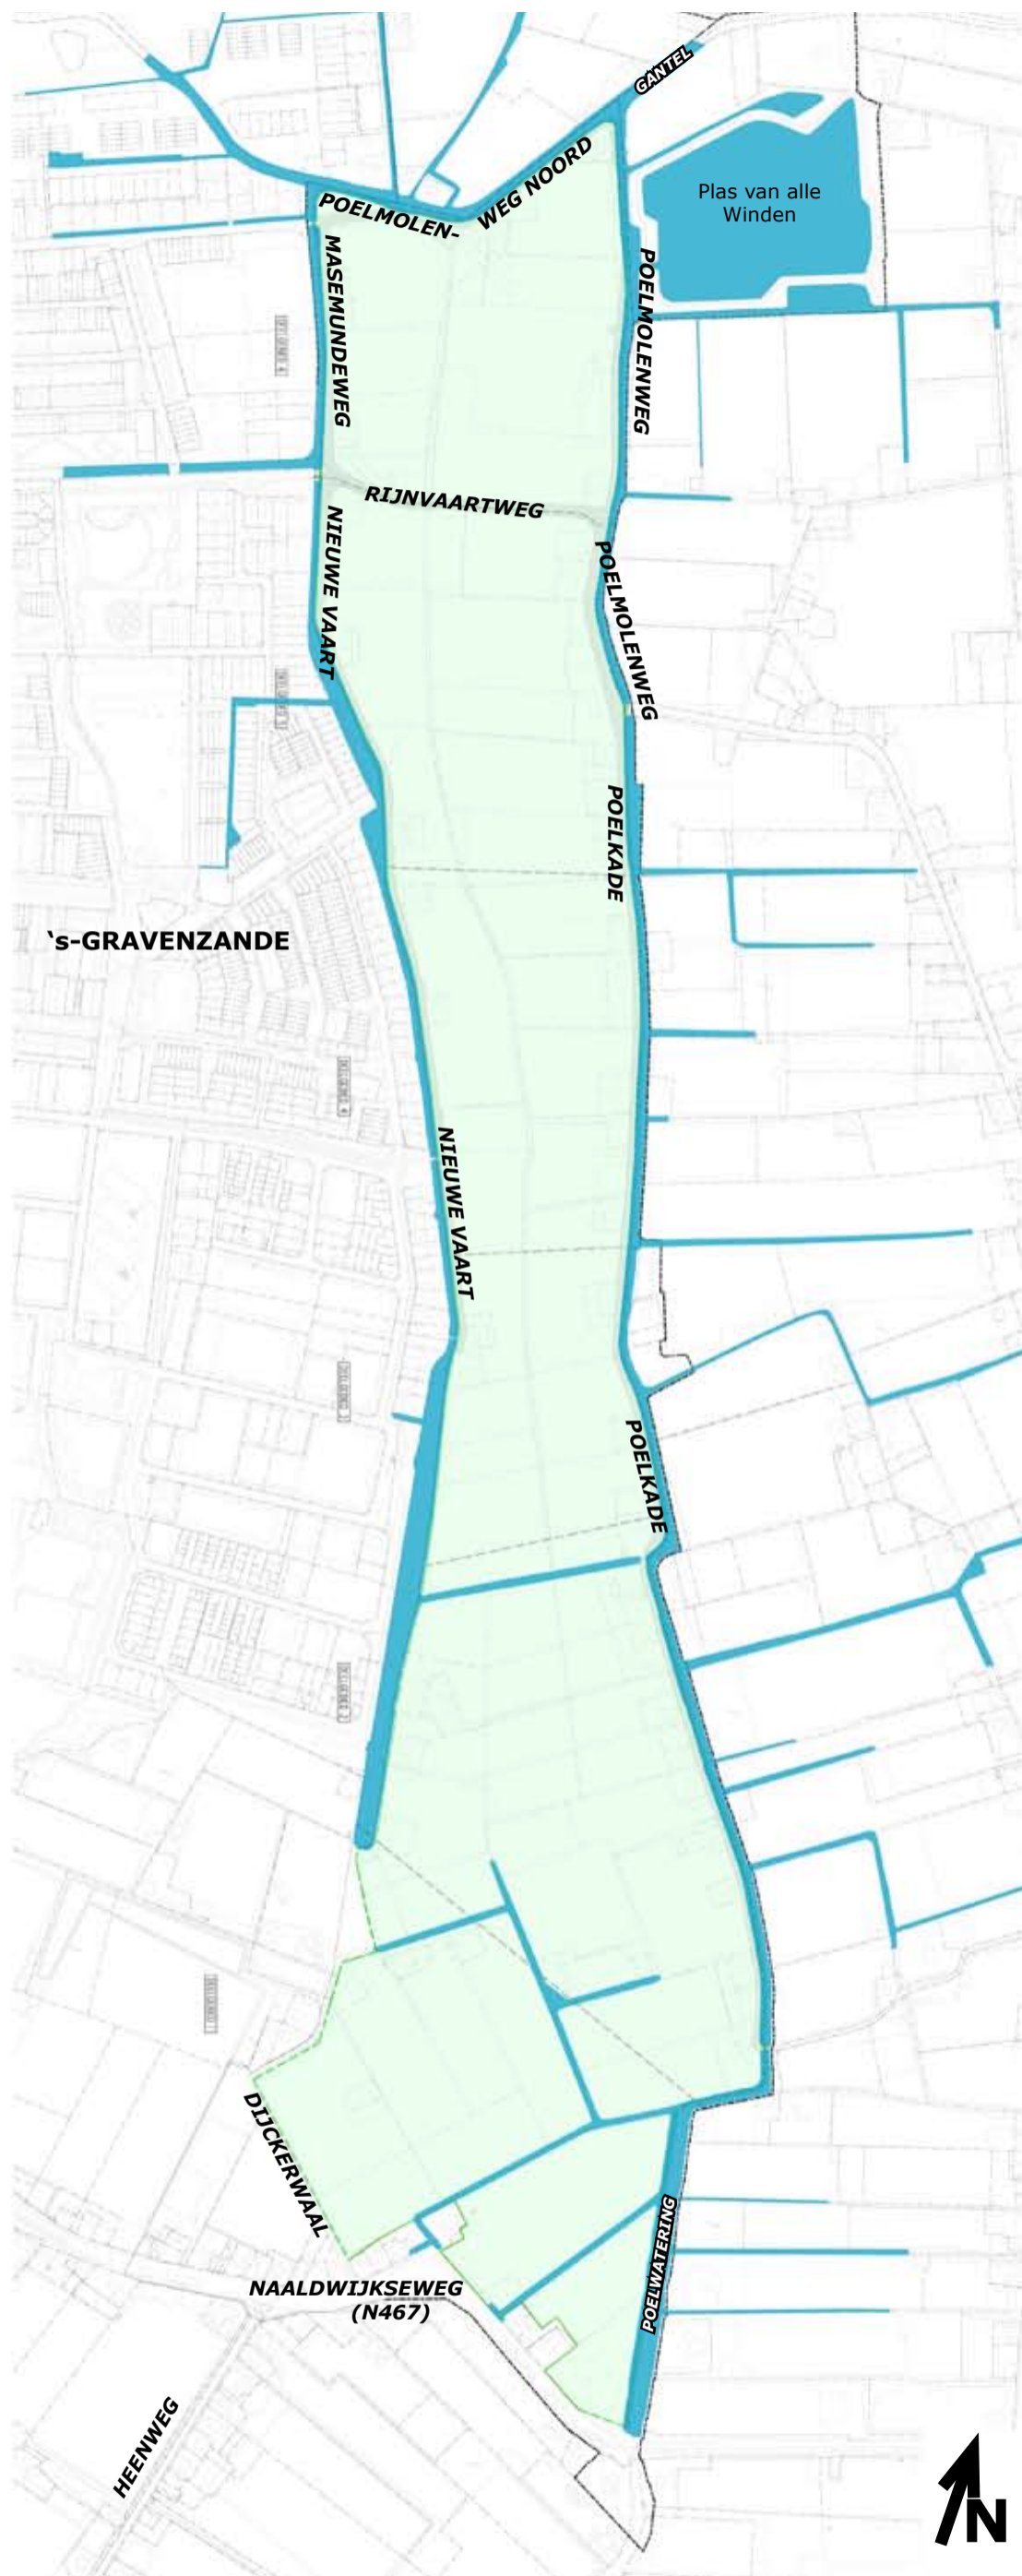 GANTEL
Plas van alle
Winden
POELMOLEN-
WEG NOORD
MASEMUNDEWEG
POELMOLENWEG
RIJNVAARTWEG
NIEUWE VAART
POELMOLENWEG
POELKADE
‘s-GRAVENZANDE
NIEUWE VAART
POELKADE
DIJCKERWAAL
POELWATERING
NAALDWIJKSEWEG
(N467)
HEENWEG
N